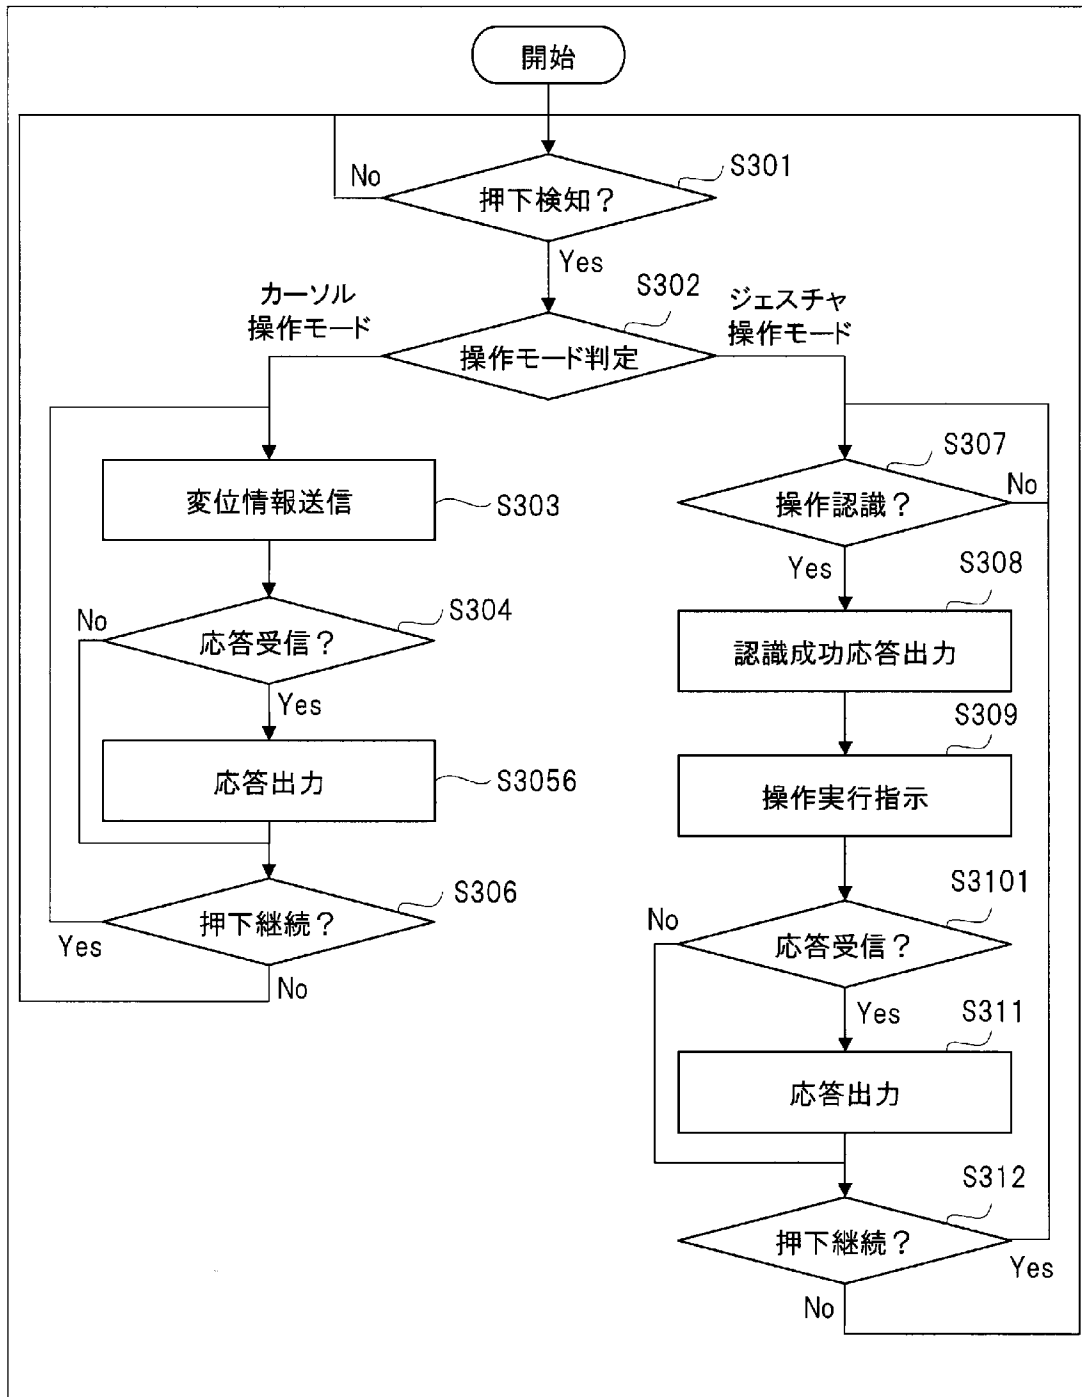 開始
No
押下検知？
S301
Yes
S302
カーソル
操作モード
ジェスチャ
操作モード
操作モード判定
変位情報送信
S303
No
応答受信？
S304
Yes
応答出力
S3056
押下継続？
S306
Yes
No
操作認識？
S307
No
Yes
S308
認識成功応答出力
S309
操作実行指示
S3101
No
応答受信？
Yes
S311
応答出力
S312
押下継続？
Yes
No